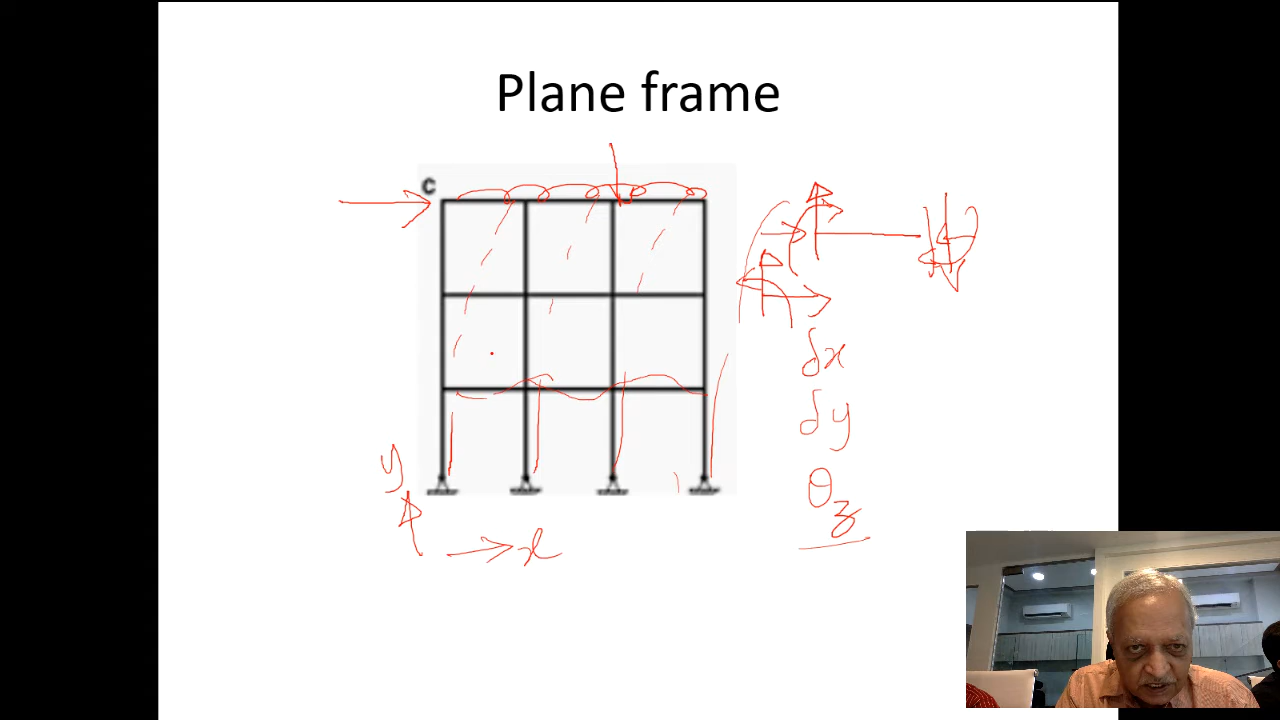 Plane frame
C
δx
δy
θz
y
x